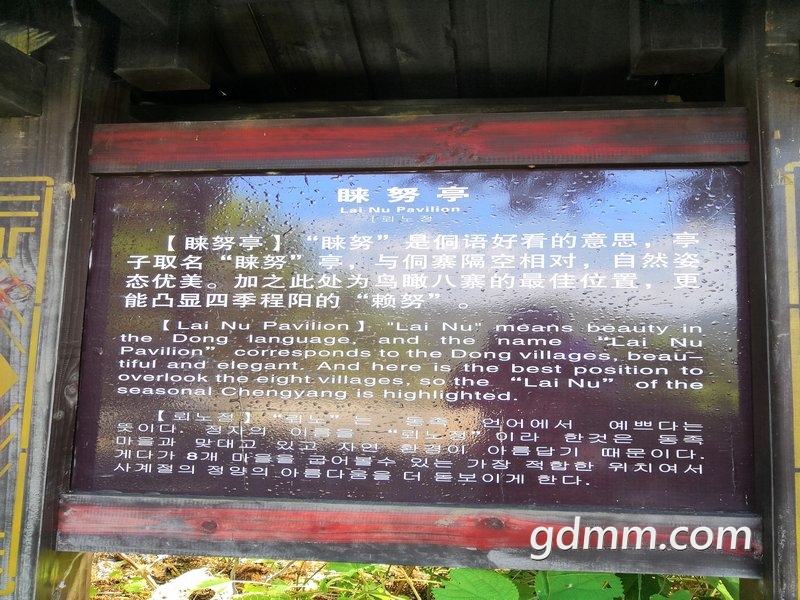 睐努亭
Lai Nu Pavilion
【뢰노정】
【睐努亭】“睐努”是侗语好看的意思，亭
子取名“睐努”亭，与侗寨隔空相对，自然姿
态优美。加之此处为鸟瞰八寨的最佳位置，更
能凸显四季程阳的“赖努”。
【Lai Nu Pavilion】"Lai Nu" means beauty in
the Dong language, and the name “Lai Nu
Pavilion” corresponds to the Dong villages, beau-
tiful and elegant. And here is the best position to
overlook the eight villages, so the “Lai Nu” of the
seasonal Chengyang is highlighted.
【뢰노정】“뢰노”는 동족 언어에서 예쁘다는
뜻이다. 정자의 이름을 “뢰노정”이라 한것은 동족
마을과 맞대고 있고 자연 환경이 아름답기 때문이다.
게다가 8개 마을을 굽어볼수 있는 가장 적합한 위치여서
사계절의 정양의 아름다움을 더 돋보이게 한다.
gdmm.com